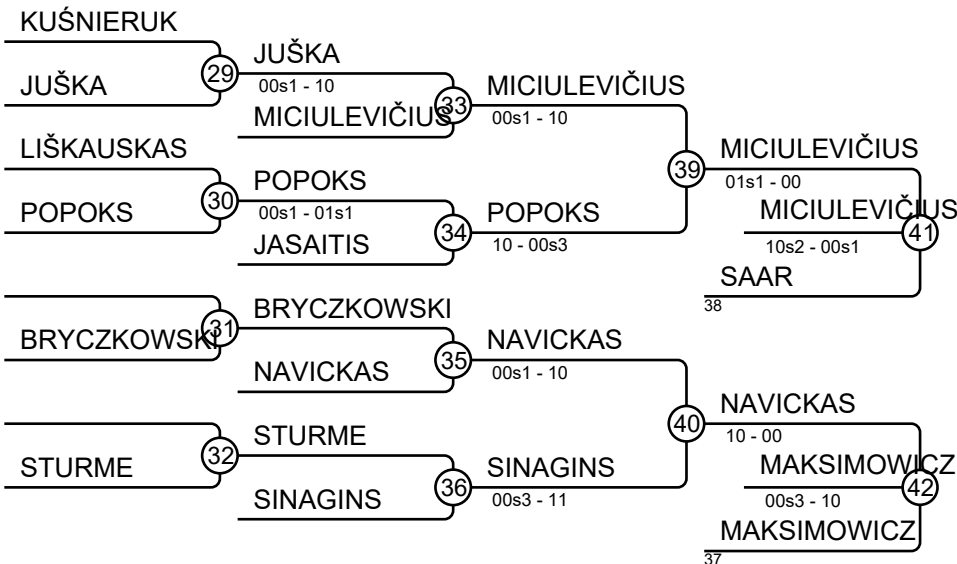 KUŚNIERUK
JUŠKA
29
JUŠKA
00s1 - 10
MICIULEVIČIUS
33
MICIULEVIČIUS
00s1 - 10
LIŠKAUSKAS
POPOKS
30
POPOKS
00s1 - 01s1
JASAITIS
34
POPOKS
10 - 00s3
39
MICIULEVIČIUS
01s1 - 00
MICIULEVIČIUS
10s2 - 00s1
41
SAAR
38
BRYCZKOWSKI
31
BRYCZKOWSKI
NAVICKAS
35
NAVICKAS
00s1 - 10
STURME
32
STURME
SINAGINS
36
SINAGINS
00s3 - 11
40
NAVICKAS
10 - 00
MAKSIMOWICZ
00s3 - 10
42
MAKSIMOWICZ
37